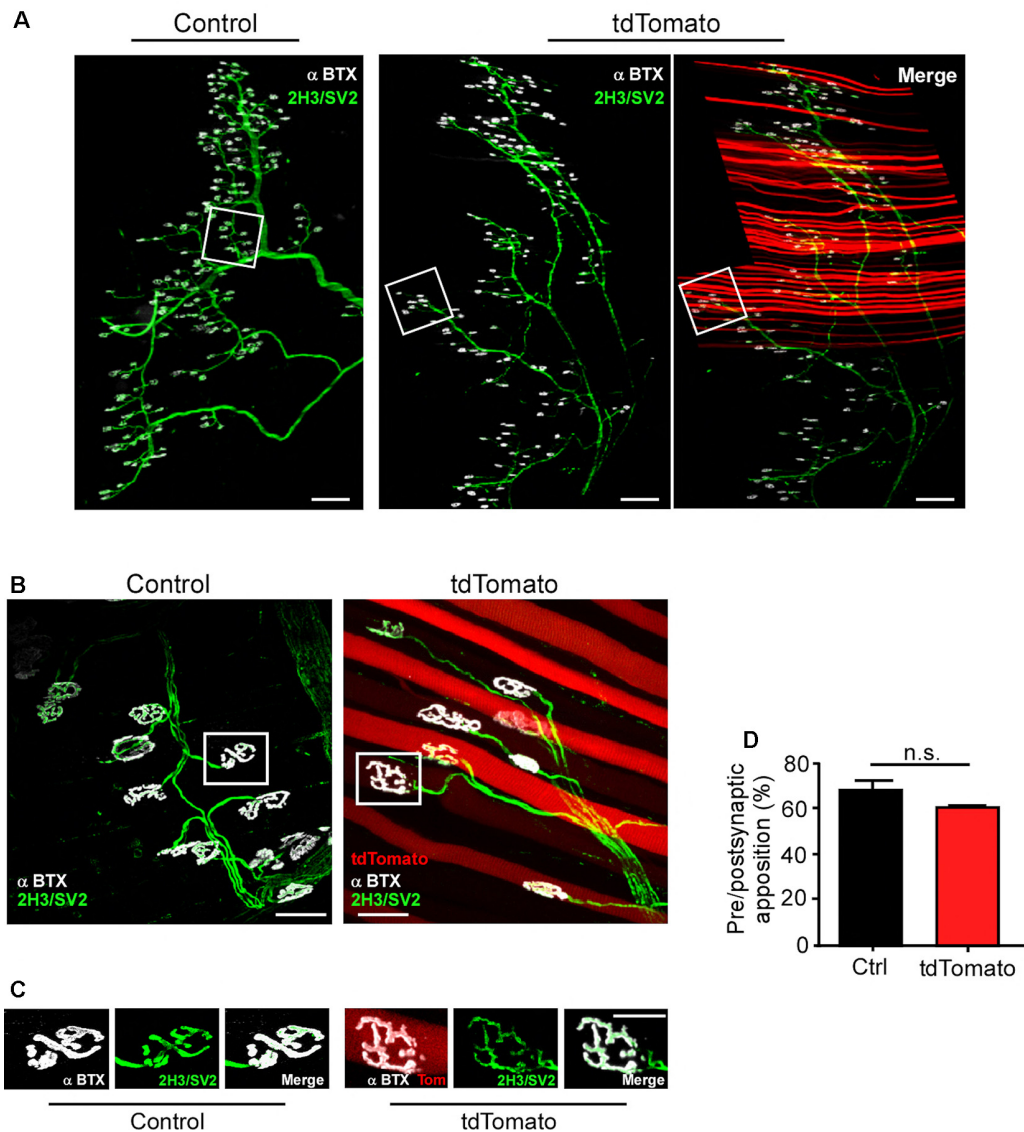 A
Control
tdTomato
α BTX
2H3/SV2
α BTX
2H3/SV2
Merge
B
Control
tdTomato
α BTX
2H3/SV2
tdTomato
α BTX
2H3/SV2
C
α BTX
2H3/SV2
Merge
α BTX Tom
2H3/SV2
Merge
Control
tdTomato
D
Pre/postsynaptic
apposition (%)
80
60
40
20
0
n.s.
Ctrl
tdTomato